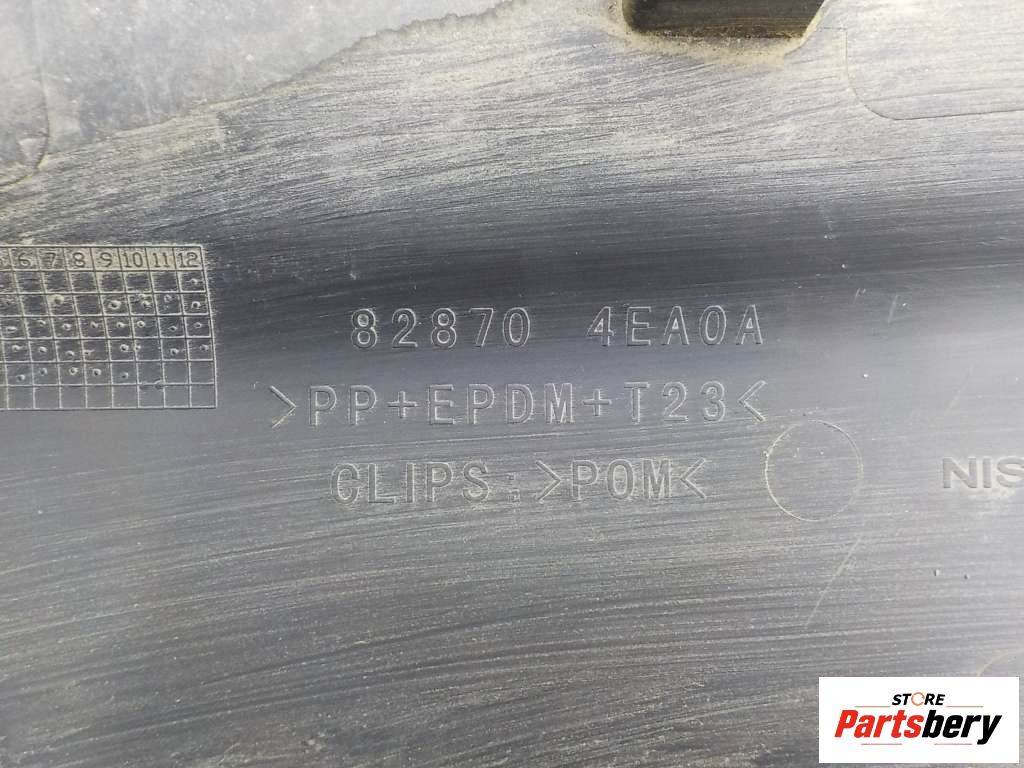 6 7 8 9 10 11 12
82870 4EA0A
>PP+EPDM+T23<
CLIPS:>POM<
NIS
STORE
Partsbery